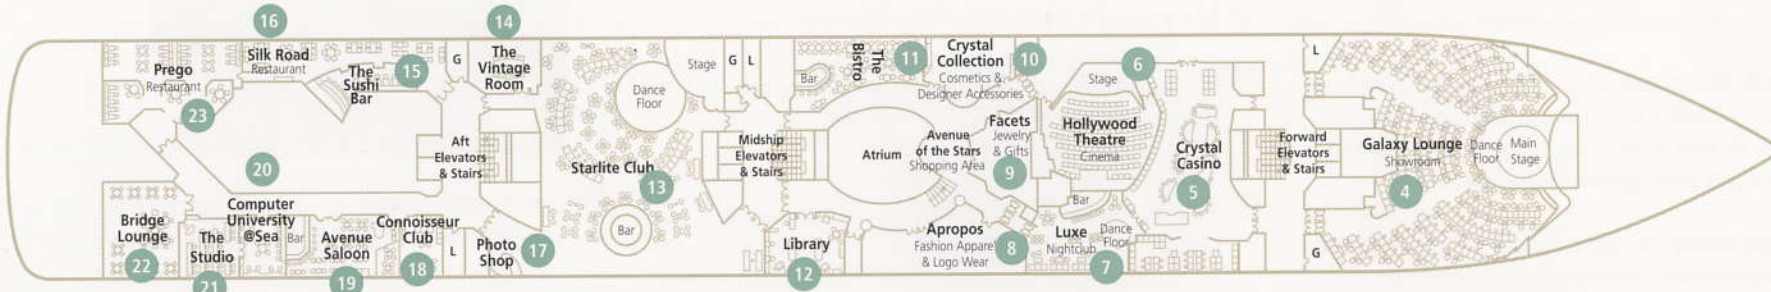 16
Silk Road
Restaurant
Prego
Restaurant
23
The
Sushi
Bar
15
G
14
The
Vintage
Room
20
Aft
Elevators
& Stairs
Bridge
Lounge
22
The
Studio
21
Computer
University
@Sea
Bar
Avenue
Saloon
19
Connoisseur
Club
18
L
Photo
Shop
17
Dance
Floor
Stage
G
L
Starlite Club
13
Bar
Midship
Elevators
& Stairs
Bar
The
Bistro
11
Crystal
Collection
Cosmetics &
Designer Accessories
10
Atrium
Avenue
of the Stars
Shopping Area
Facets
Jewelry
& Gifts
9
Library
12
Apropos
Fashion Appare
& Logo Wear
8
Stage
6
Hollywood
Theatre
Cinema
Bar
Luxe
Nightclub
Dance
Floor
7
Crystal
Casino
5
L
Forward
Elevators
& Stairs
G
Galaxy Lounge
Showroom
4
Dance
Floor
Main
Stage